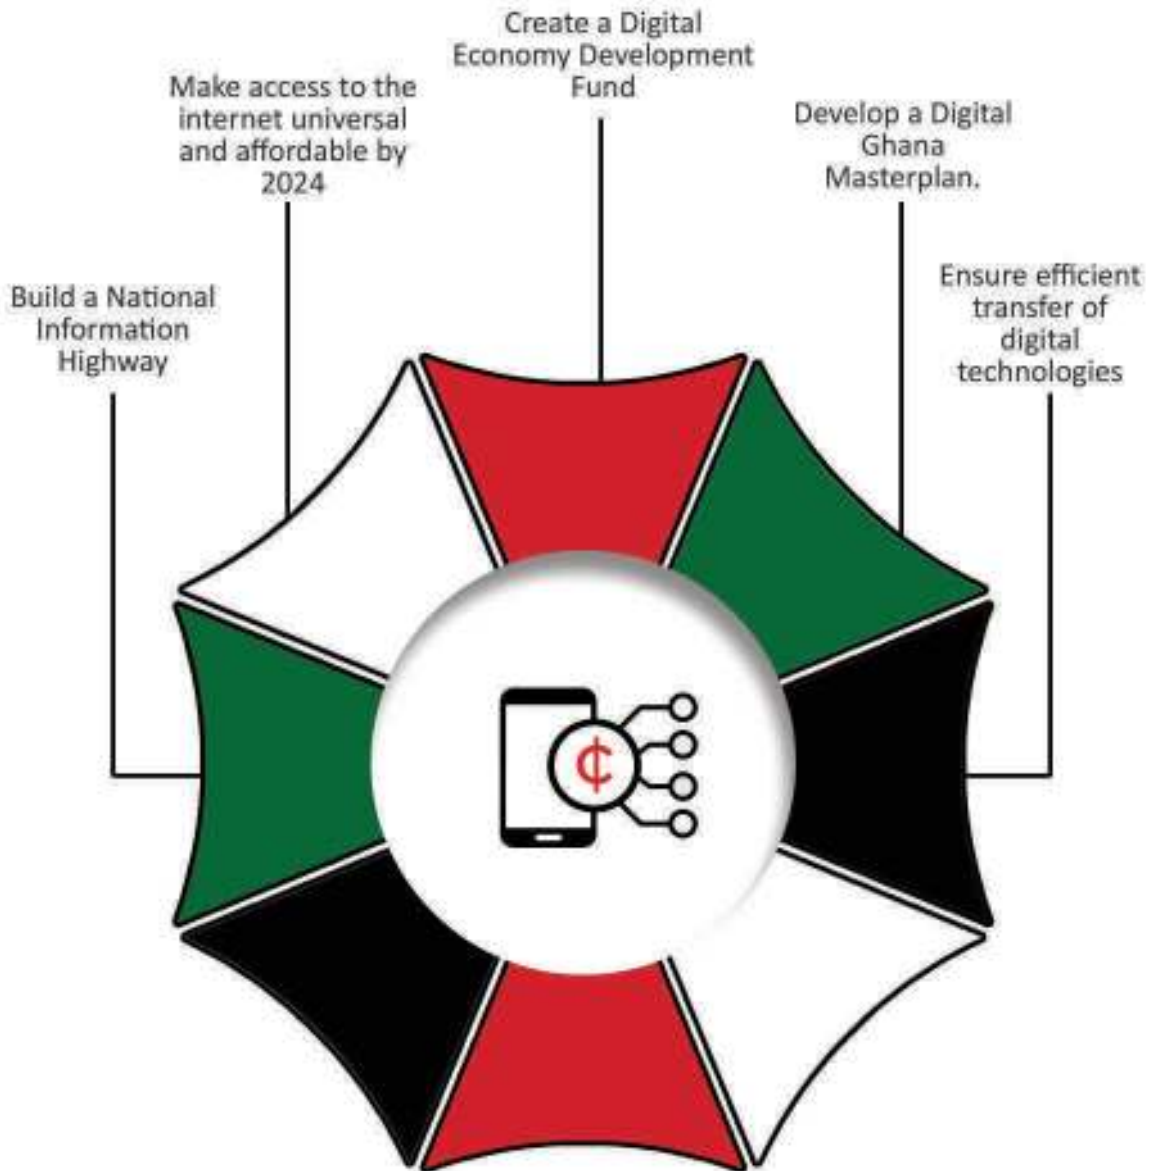 Create a Digital
Economy Development
Fund
Make access to the
internet universal
and affordable by
2024
Develop a Digital
Ghana
Masterplan.
Build a National
Information
Highway
Ensure efficient
transfer of
digital
technologies
₵